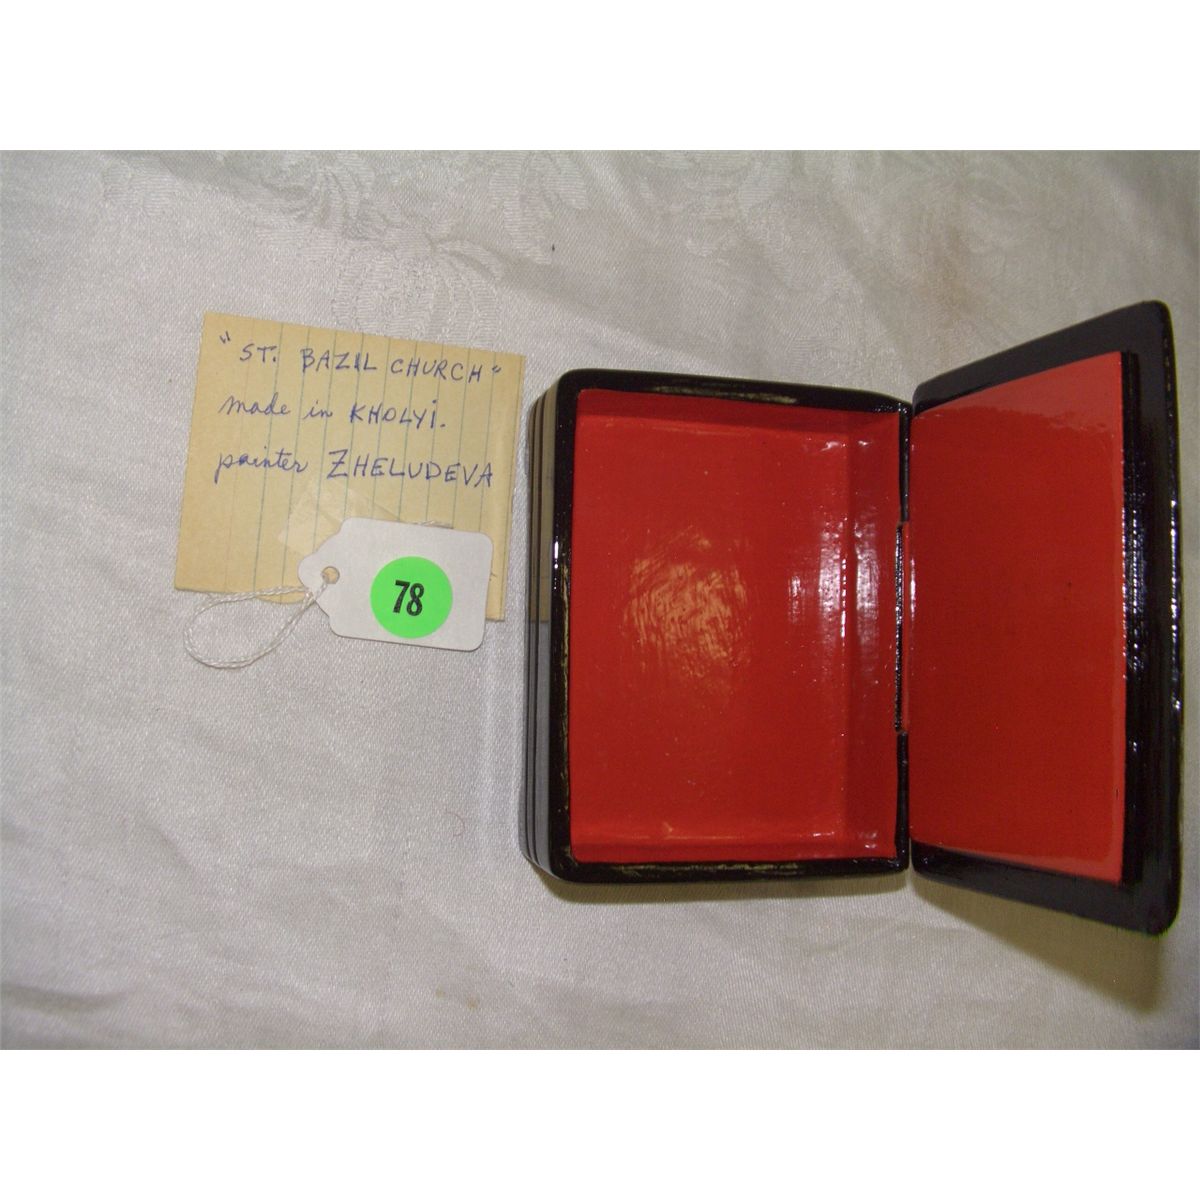 "ST. BAZIL CHURCH"
made in KHOLYi.
painter ZHELUDEVA
78